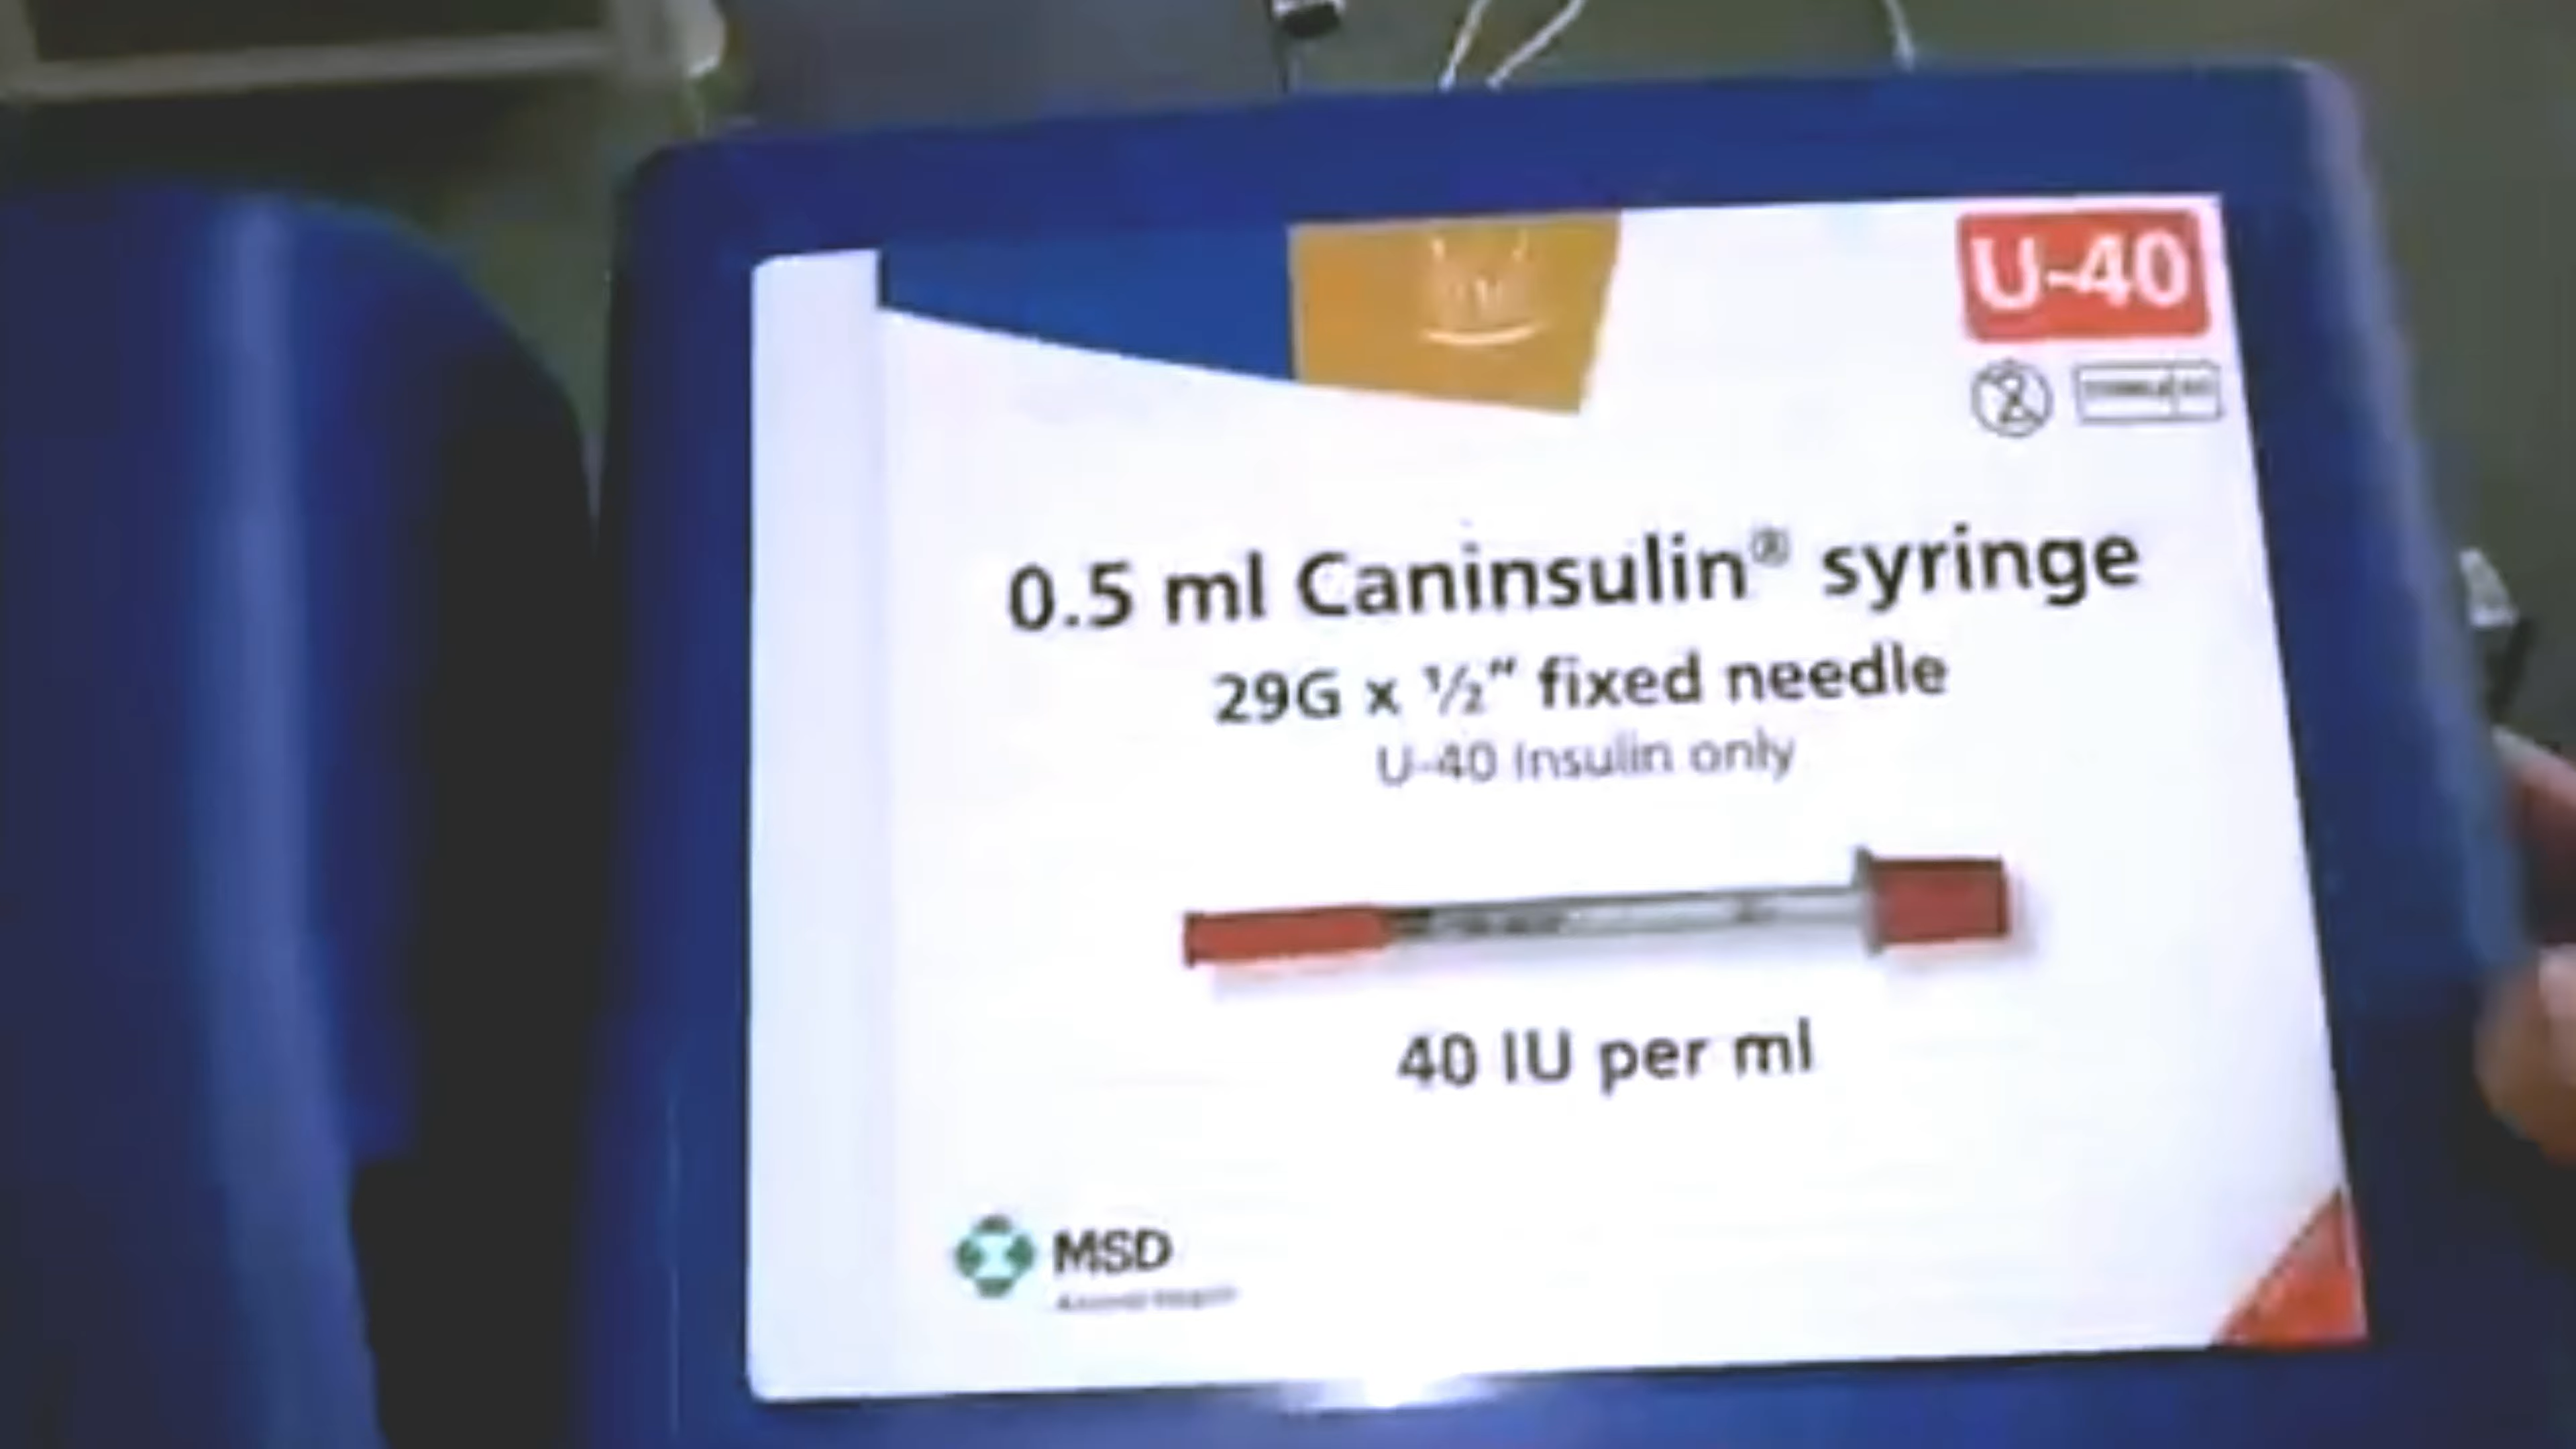 U-40
0.5 ml Caninsulin® syringe
29G x ½" fixed needle
U-40 Insulin only
40 IU per ml
MSD